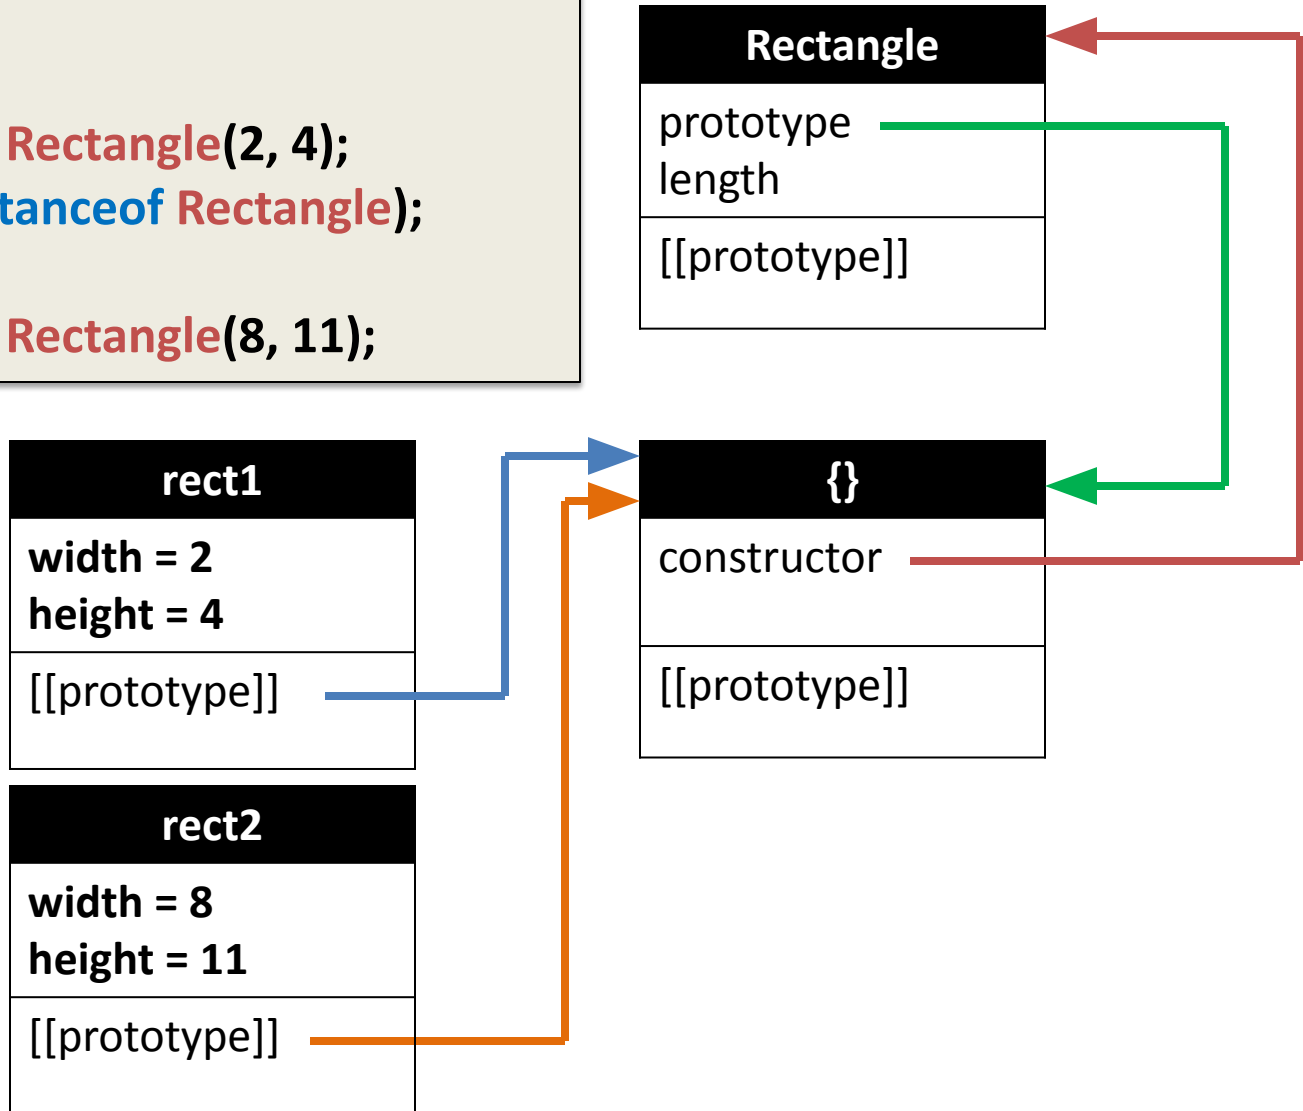 Rectangle(2, 4);
tanceof Rectangle);
Rectangle(8, 11);
Rectangle
prototype
length
[[prototype]]
rect1
width = 2
height = 4
[[prototype]]
{}
constructor
[[prototype]]
rect2
width = 8
height = 11
[[prototype]]